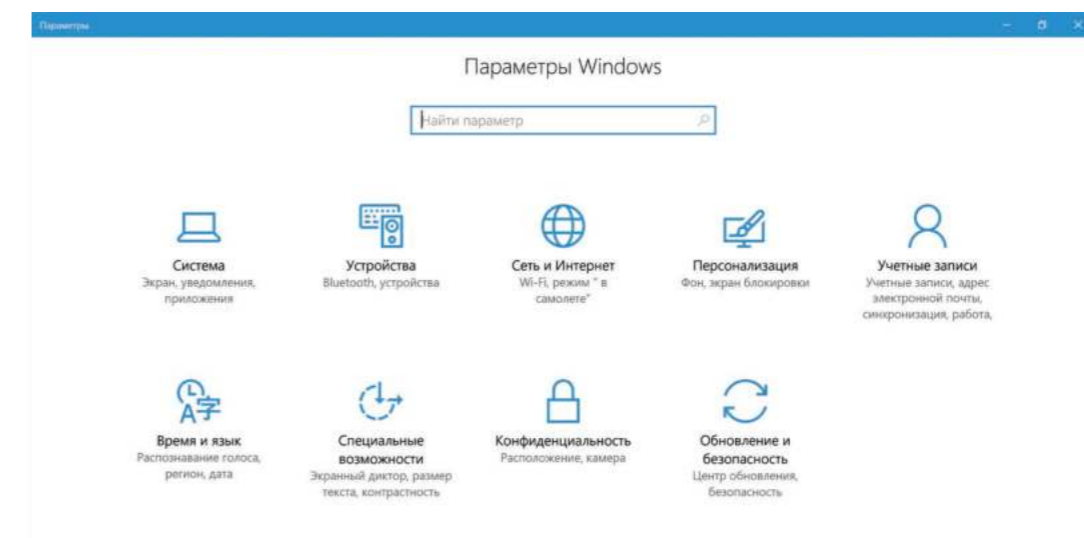 Параметры
Параметры Windows
Найти параметр
Система
Экран, уведомления,
приложения
Устройства
Bluetooth, устройства
Сеть и Интернет
Wi-Fi, режим " в
самолете"
Персонализация
Фон, экран блокировки
Учетные записи
Учетные записи, адрес
электронной почты,
синхронизация, работа,
Время и язык
Распознавание голоса,
регион, дата
Специальные
возможности
Экранный диктор, размер
текста, контрастность
Конфиденциальность
Расположение, камера
Обновление и
безопасность
Центр обновления,
безопасность